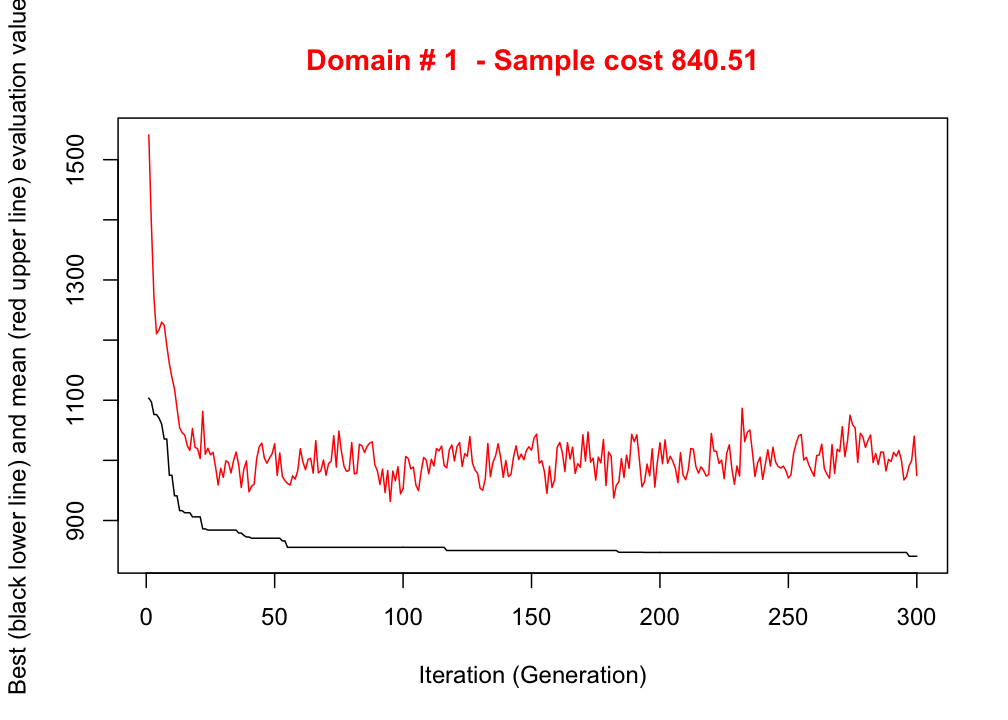 Domain # 1 - Sample cost 840.51
Best (black lower line) and mean (red upper line) evaluation value
1500
1300
1100
900
0 50 100 150 200 250 300
Iteration (Generation)